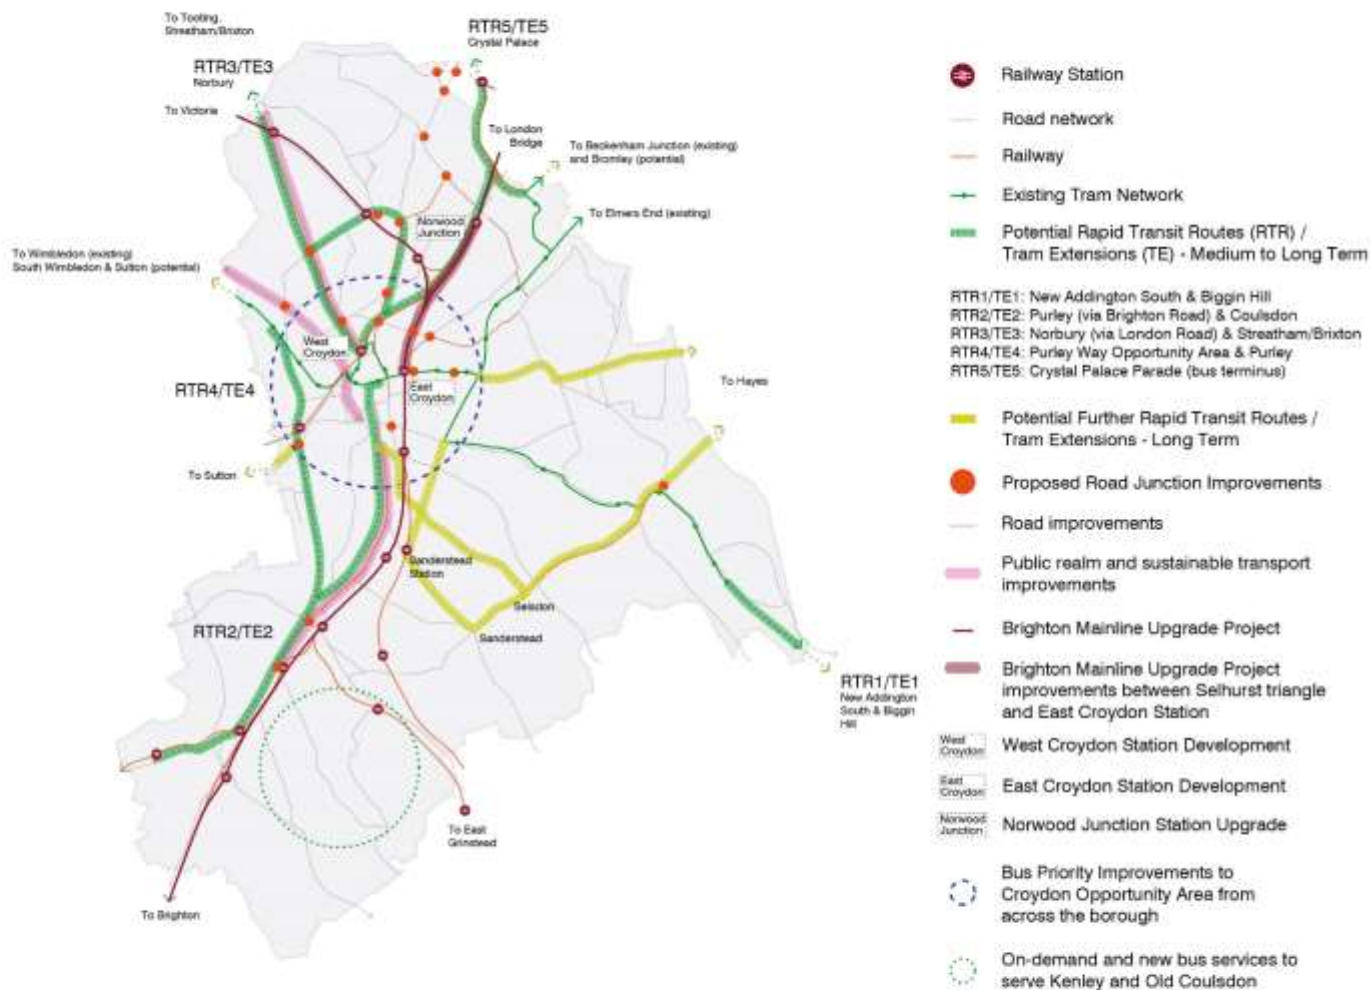 To Tooting,
Streatham/Brixton
RTR5/TE5
Crystal Palace
RTR3/TE3
Norbury
To Victoria
To London
Bridge
To Beckenham Junction (existing)
and Bromley (potential)
Norwood
Junction
To Elmers End (existing)
To Wimbledon (existing)
South Wimbledon & Sutton (potential)
West
Croydon
RTR4/TE4
East
Croydon
To Hayes
To Sutton
Sanderstead
Station
Selsdon
Sanderstead
RTR2/TE2
RTR1/TE1
New Addington
South & Biggin
Hill
To East
Grinstead
To Brighton
Railway Station
Road network
Railway
Existing Tram Network
Potential Rapid Transit Routes (RTR) /
Tram Extensions (TE) - Medium to Long Term
RTR1/TE1: New Addington South & Biggin Hill
RTR2/TE2: Purley (via Brighton Road) & Coulsdon
RTR3/TE3: Norbury (via London Road) & Streatham/Brixton
RTR4/TE4: Purley Way Opportunity Area & Purley
RTR5/TE5: Crystal Palace Parade (bus terminus)
Potential Further Rapid Transit Routes /
Tram Extensions - Long Term
Proposed Road Junction Improvements
Road improvements
Public realm and sustainable transport
improvements
Brighton Mainline Upgrade Project
Brighton Mainline Upgrade Project
improvements between Selhurst triangle
and East Croydon Station
West
Croydon
West Croydon Station Development
East
Croydon
East Croydon Station Development
Norwood
Junction
Norwood Junction Station Upgrade
Bus Priority Improvements to
Croydon Opportunity Area from
across the borough
On-demand and new bus services to
serve Kenley and Old Coulsdon